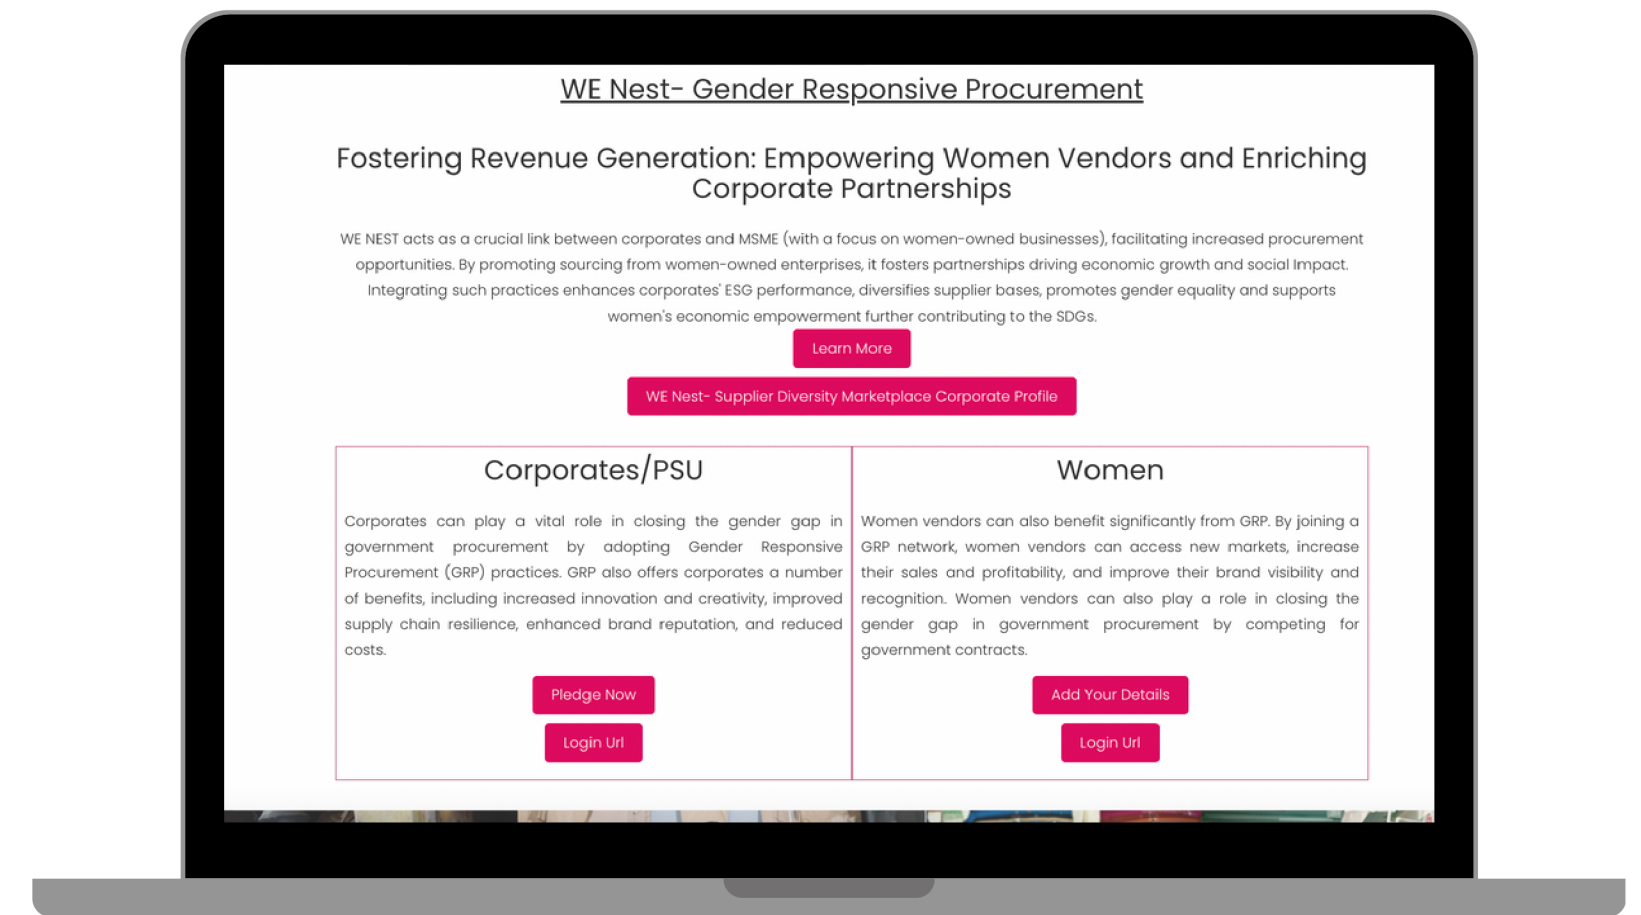 WE Nest- Gender Responsive Procurement
Fostering Revenue Generation: Empowering Women Vendors and Enriching
Corporate Partnerships
WE NEST acts as a crucial link between corporates and MSME (with a focus on women-owned businesses), facilitating increased procurement
opportunities. By promoting sourcing from women-owned enterprises, it fosters partnerships driving economic growth and social Impact.
Integrating such practices enhances corporates' ESG performance, diversifies supplier bases, promotes gender equality and supports
women's economic empowerment further contributing to the SDGs.
Learn More
WE Nest- Supplier Diversity Marketplace Corporate Profile
Corporates/PSU
Corporates can play a vital role in closing the gender gap in
government procurement by adopting Gender Responsive
Procurement (GRP) practices. GRP also offers corporates a number
of benefits, including increased innovation and creativity, improved
supply chain resilience, enhanced brand reputation, and reduced
costs.
Pledge Now
Login Url
Women
Women vendors can also benefit significantly from GRP. By joining a
GRP network, women vendors can access new markets, increase
their sales and profitability, and improve their brand visibility and
recognition. Women vendors can also play a role in closing the
gender gap in government procurement by competing for
government contracts.
Add Your Details
Login Url